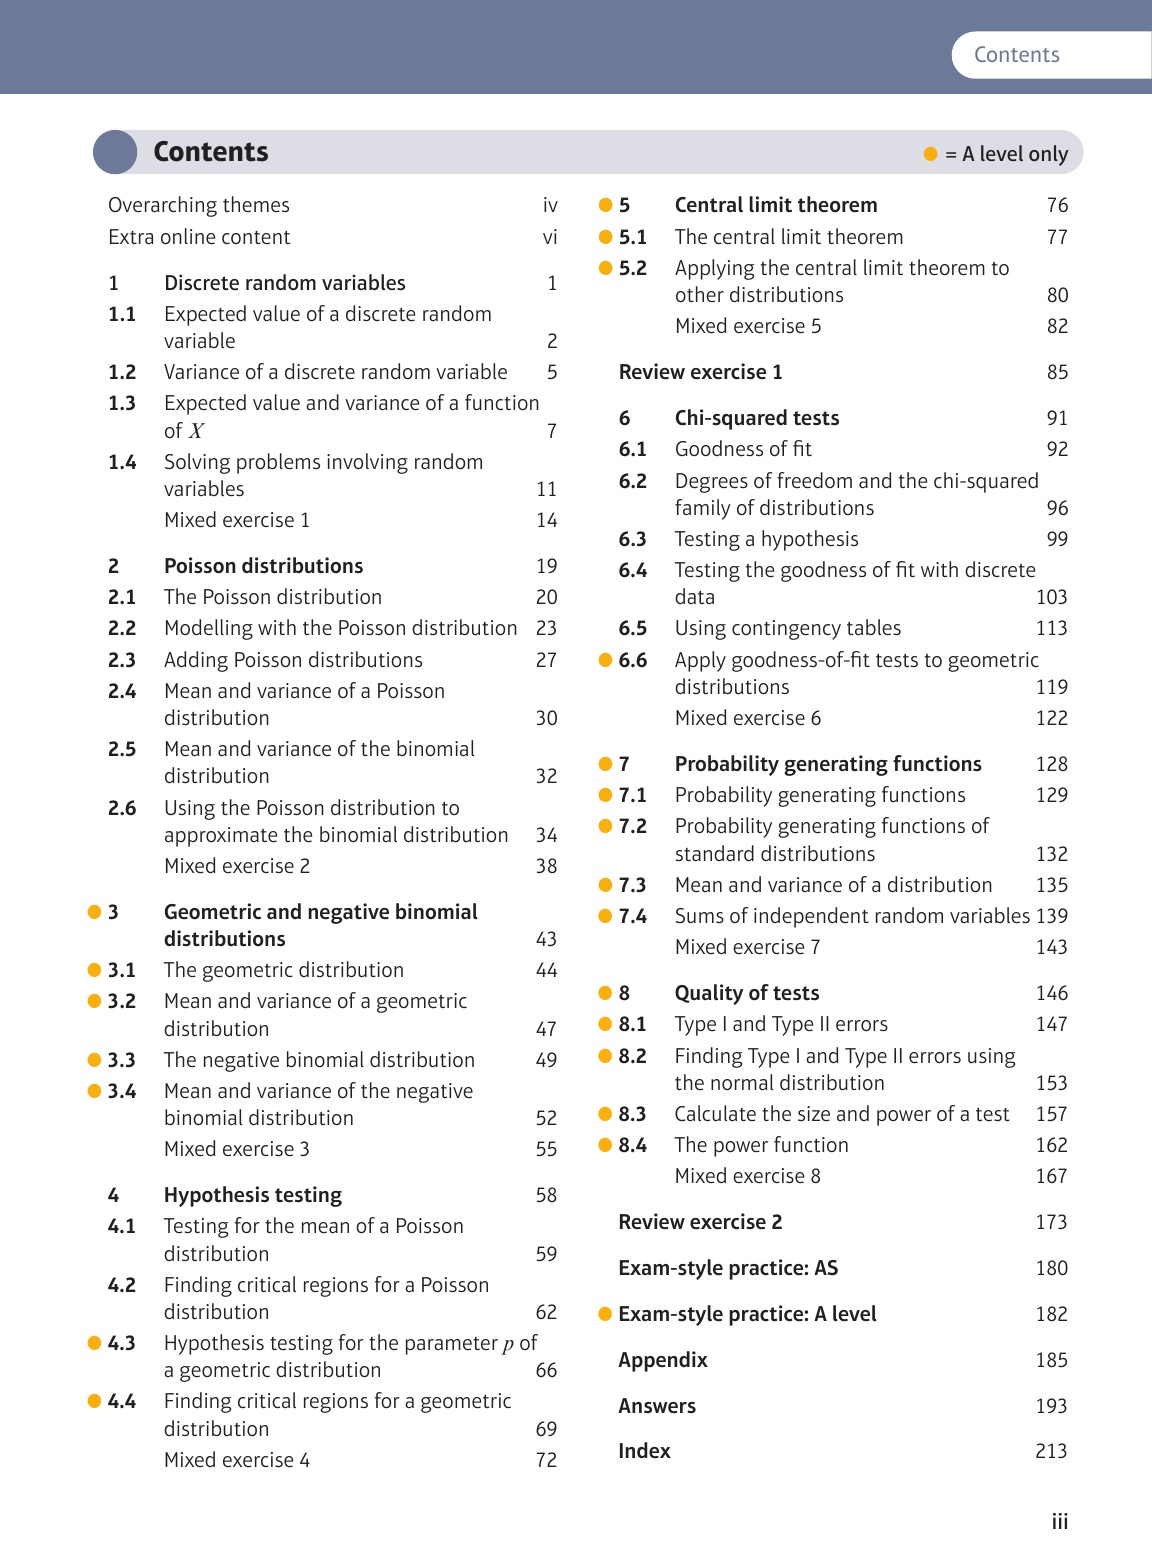 Contents
Contents
= A level only
Overarching themes iv
Extra online content vi
1 Discrete random variables 1
1.1 Expected value of a discrete random
variable 2
1.2 Variance of a discrete random variable 5
1.3 Expected value and variance of a function
of X 7
1.4 Solving problems involving random
variables 11
Mixed exercise 1 14
2 Poisson distributions 19
2.1 The Poisson distribution 20
2.2 Modelling with the Poisson distribution 23
2.3 Adding Poisson distributions 27
2.4 Mean and variance of a Poisson
distribution 30
2.5 Mean and variance of the binomial
distribution 32
2.6 Using the Poisson distribution to
approximate the binomial distribution 34
Mixed exercise 2 38
3 Geometric and negative binomial
distributions 43
3.1 The geometric distribution 44
3.2 Mean and variance of a geometric
distribution 47
3.3 The negative binomial distribution 49
3.4 Mean and variance of the negative
binomial distribution 52
Mixed exercise 3 55
4 Hypothesis testing 58
4.1 Testing for the mean of a Poisson
distribution 59
4.2 Finding critical regions for a Poisson
distribution 62
4.3 Hypothesis testing for the parameter p of
a geometric distribution 66
4.4 Finding critical regions for a geometric
distribution 69
Mixed exercise 4 72
5 Central limit theorem 76
5.1 The central limit theorem 77
5.2 Applying the central limit theorem to
other distributions 80
Mixed exercise 5 82
Review exercise 1 85
6 Chi-squared tests 91
6.1 Goodness of fit 92
6.2 Degrees of freedom and the chi-squared
family of distributions 96
6.3 Testing a hypothesis 99
6.4 Testing the goodness of fit with discrete
data 103
6.5 Using contingency tables 113
6.6 Apply goodness-of-fit tests to geometric
distributions 119
Mixed exercise 6 122
7 Probability generating functions 128
7.1 Probability generating functions 129
7.2 Probability generating functions of
standard distributions 132
7.3 Mean and variance of a distribution 135
7.4 Sums of independent random variables 139
Mixed exercise 7 143
8 Quality of tests 146
8.1 Type I and Type II errors 147
8.2 Finding Type I and Type II errors using
the normal distribution 153
8.3 Calculate the size and power of a test 157
8.4 The power function 162
Mixed exercise 8 167
Review exercise 2 173
Exam-style practice: AS 180
Exam-style practice: A level 182
Appendix 185
Answers 193
Index 213
iii